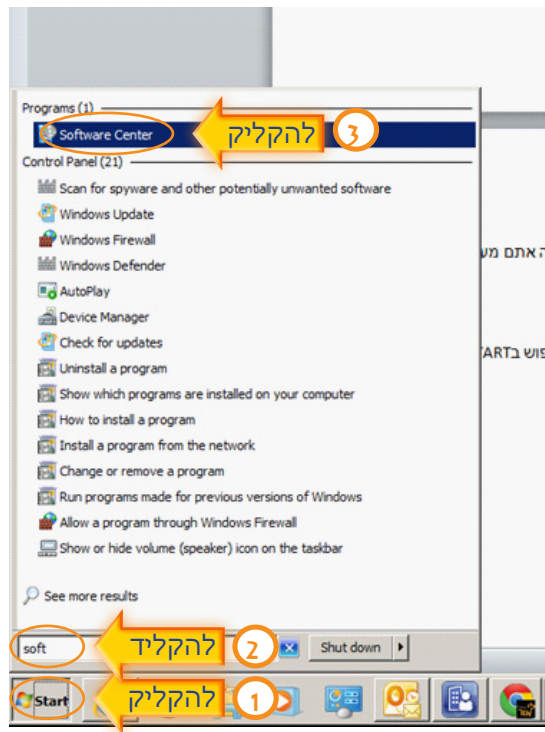 Programs (1)
Software Center
להקליק
3
Control Panel (21)
Scan for spyware and other potentially unwanted software
Windows Update
Windows Firewall
Windows Defender
AutoPlay
Device Manager
Check for updates
Uninstall a program
Show which programs are installed on your computer
How to install a program
Install a program from the network
Change or remove a program
Run programs made for previous versions of Windows
Allow a program through Windows Firewall
Show or hide volume (speaker) icon on the taskbar
See more results
soft
להקליד
2
Shut down
Start
להקליק
1
אתם